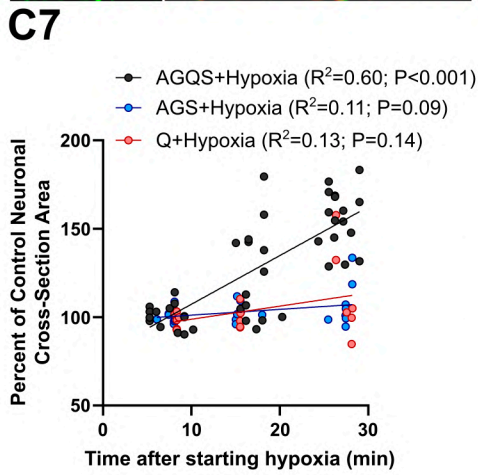 C7
AGQS+Hypoxia (R²=0.60; P<0.001)
AGS+Hypoxia (R²=0.11; P=0.09)
Q+Hypoxia (R²=0.13; P=0.14)
Percent of Control Neuronal
Cross-Section Area
200
150
100
50
0 10 20 30
Time after starting hypoxia (min)